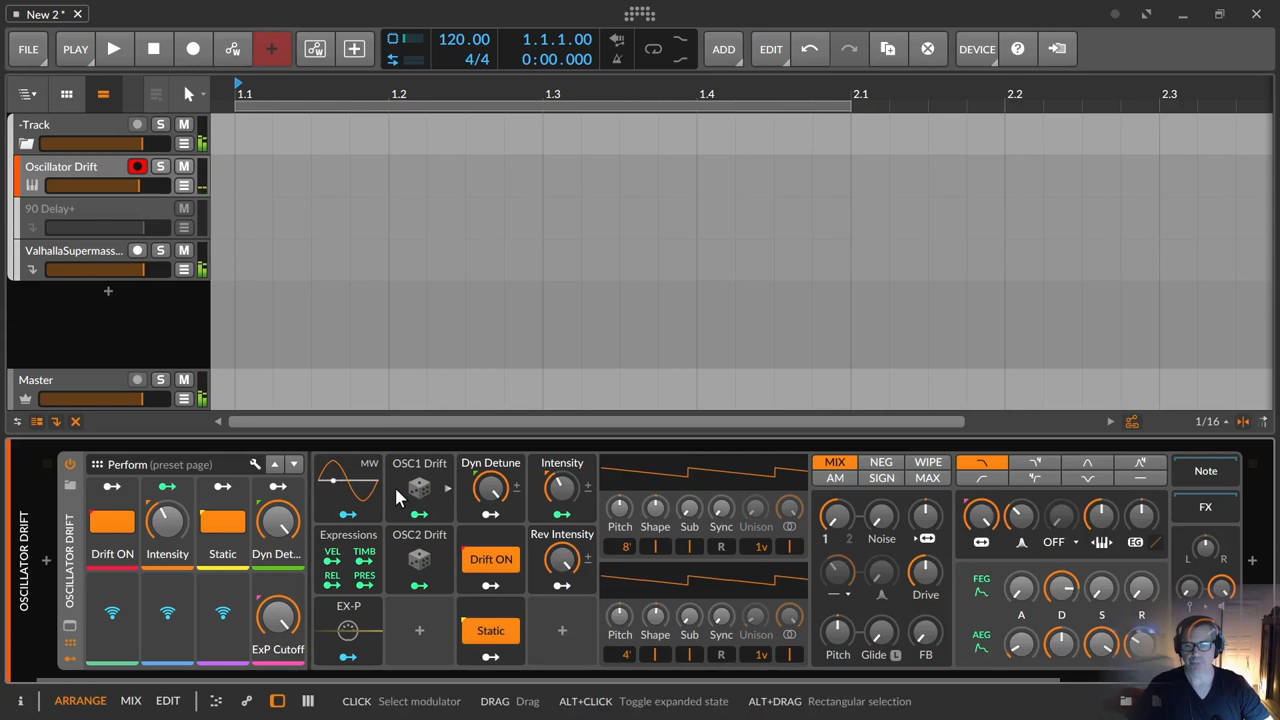 New 2*
FILE
PLAY
120.00
4/4
1.1.1.00
0:00.000
ADD
EDIT
DEVICE
1.1
1.2
1.3
1.4
2.1
2.2
2.3
-Track
S
M
Oscillator Drift
S
M
90 Delay+
M
ValhallaSupermass...
S
M
Master
S
M
1/16
OSCILLATOR DRIFT
OSCILLATOR DRIFT
Perform (preset page)
Drift ON
Intensity
Static
Dyn Det...
ExP Cutoff
MW
OSC1 Drift
Dyn Detune
Intensity
Expressions
VEL
TIMB
REL
PRES
OSC2 Drift
Drift ON
Rev Intensity
EX-P
Static
Pitch
Shape
Sub
Sync
Unison
8'
R
1v
Pitch
Shape
Sub
Sync
Unison
4'
R
1v
MIX
NEG
WIPE
AM
SIGN
MAX
1
2
Noise
Drive
Pitch
Glide
L
FB
OFF
EG
FEG
AEG
A
D
S
R
Note
FX
L
R
ARRANGE
MIX
EDIT
CLICK
Select modulator
DRAG
Drag
ALT+CLICK
Toggle expanded state
ALT+DRAG
Rectangular selection